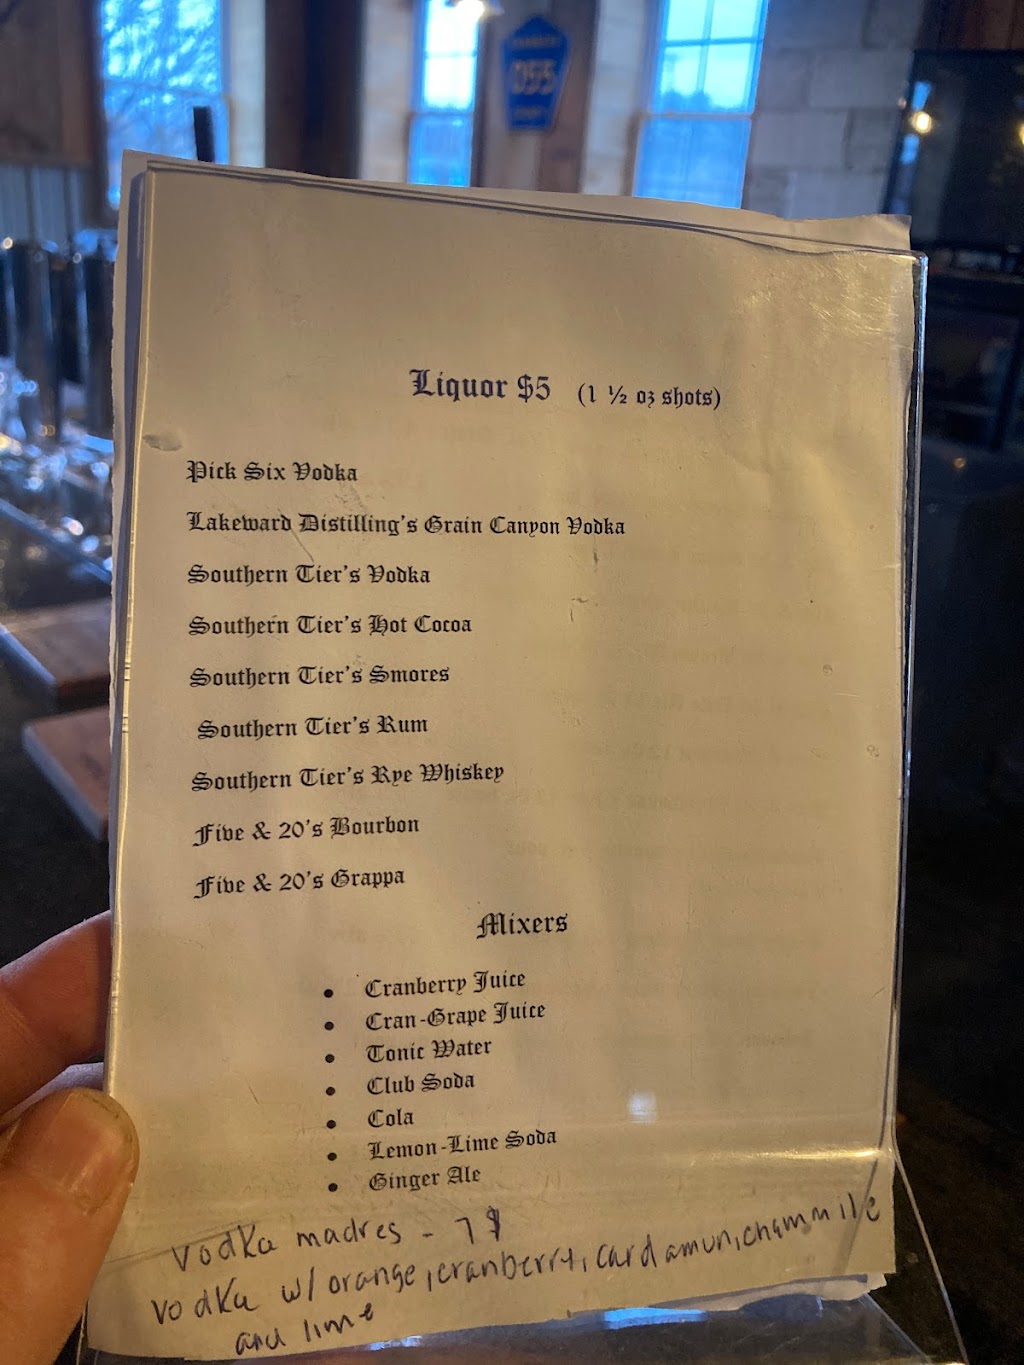 055
Liquor $5 (1 ½ oz shots)
Pick Six Vodka
Lakeward Distilling's Grain Canyon Vodka
Southern Tier's Vodka
Southern Tier's Hot Cocoa
Southern Tier's Smores
Southern Tier's Rum
Southern Tier's Rye Whiskey
Five & 20's Bourbon
Five & 20's Grappa
Mixers
• Cranberry Juice
• Cran-Grape Juice
• Tonic Water
• Club Soda
• Cola
• Lemon-Lime Soda
• Ginger Ale
Vodka madres - 7$
Vodka w/ orange, cranberry, cardamun, chammile
and lime